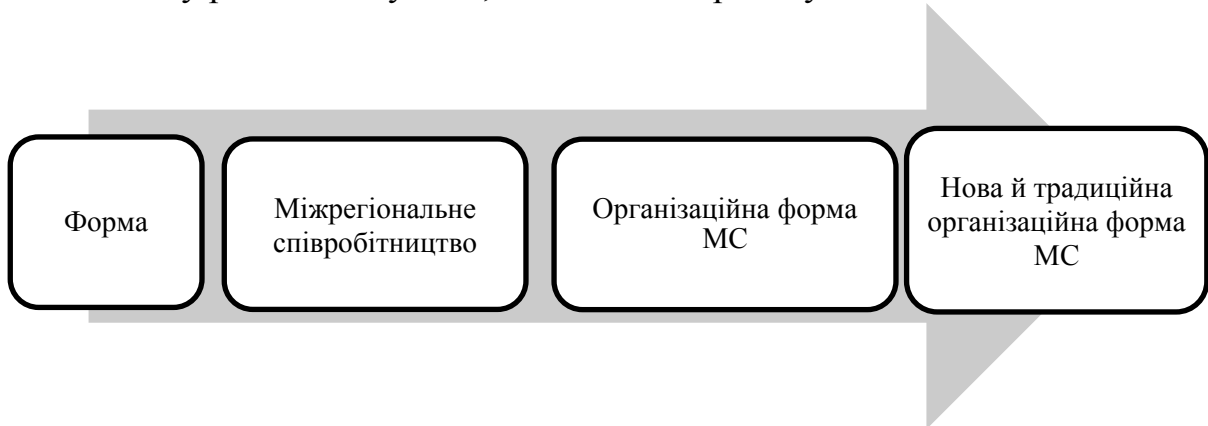 Форма
Міжрегіональне
співробітництво
Організаційна форма
МС
Нова й традиційна
організаційна форма
МС